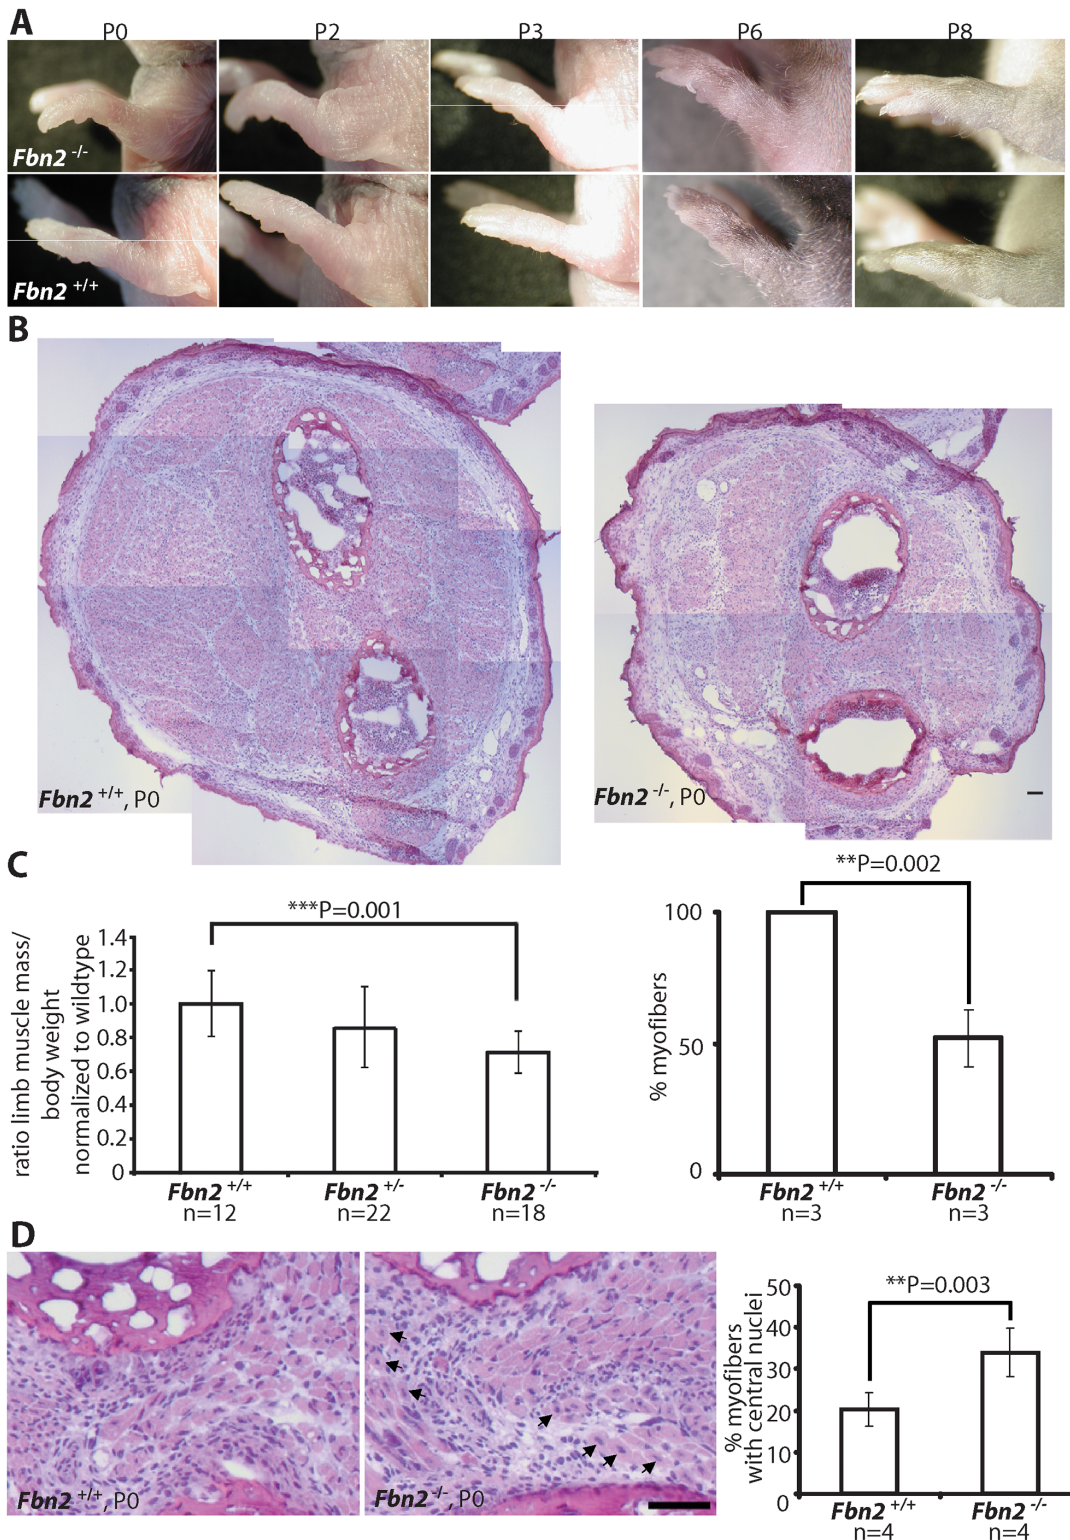 A
P0 P2 P3 P6 P8
Fbn2 -/-
Fbn2 +/+
B
Fbn2 +/+, P0
Fbn2 -/-, P0
C
***P=0.001
ratio limb muscle mass/
body weight
normalized to wildtype
1.4
1.2
1.0
0.8
0.6
0.4
0.2
0
Fbn2 +/+ Fbn2 +/- Fbn2 -/-
n=12 n=22 n=18
**P=0.002
% myofibers
100
50
0
Fbn2 +/+ Fbn2 -/-
n=3 n=3
D
Fbn2 +/+, P0
Fbn2 -/-, P0
**P=0.003
% myofibers
with central nuclei
50
40
30
20
10
0
Fbn2 +/+ Fbn2 -/-
n=4 n=4